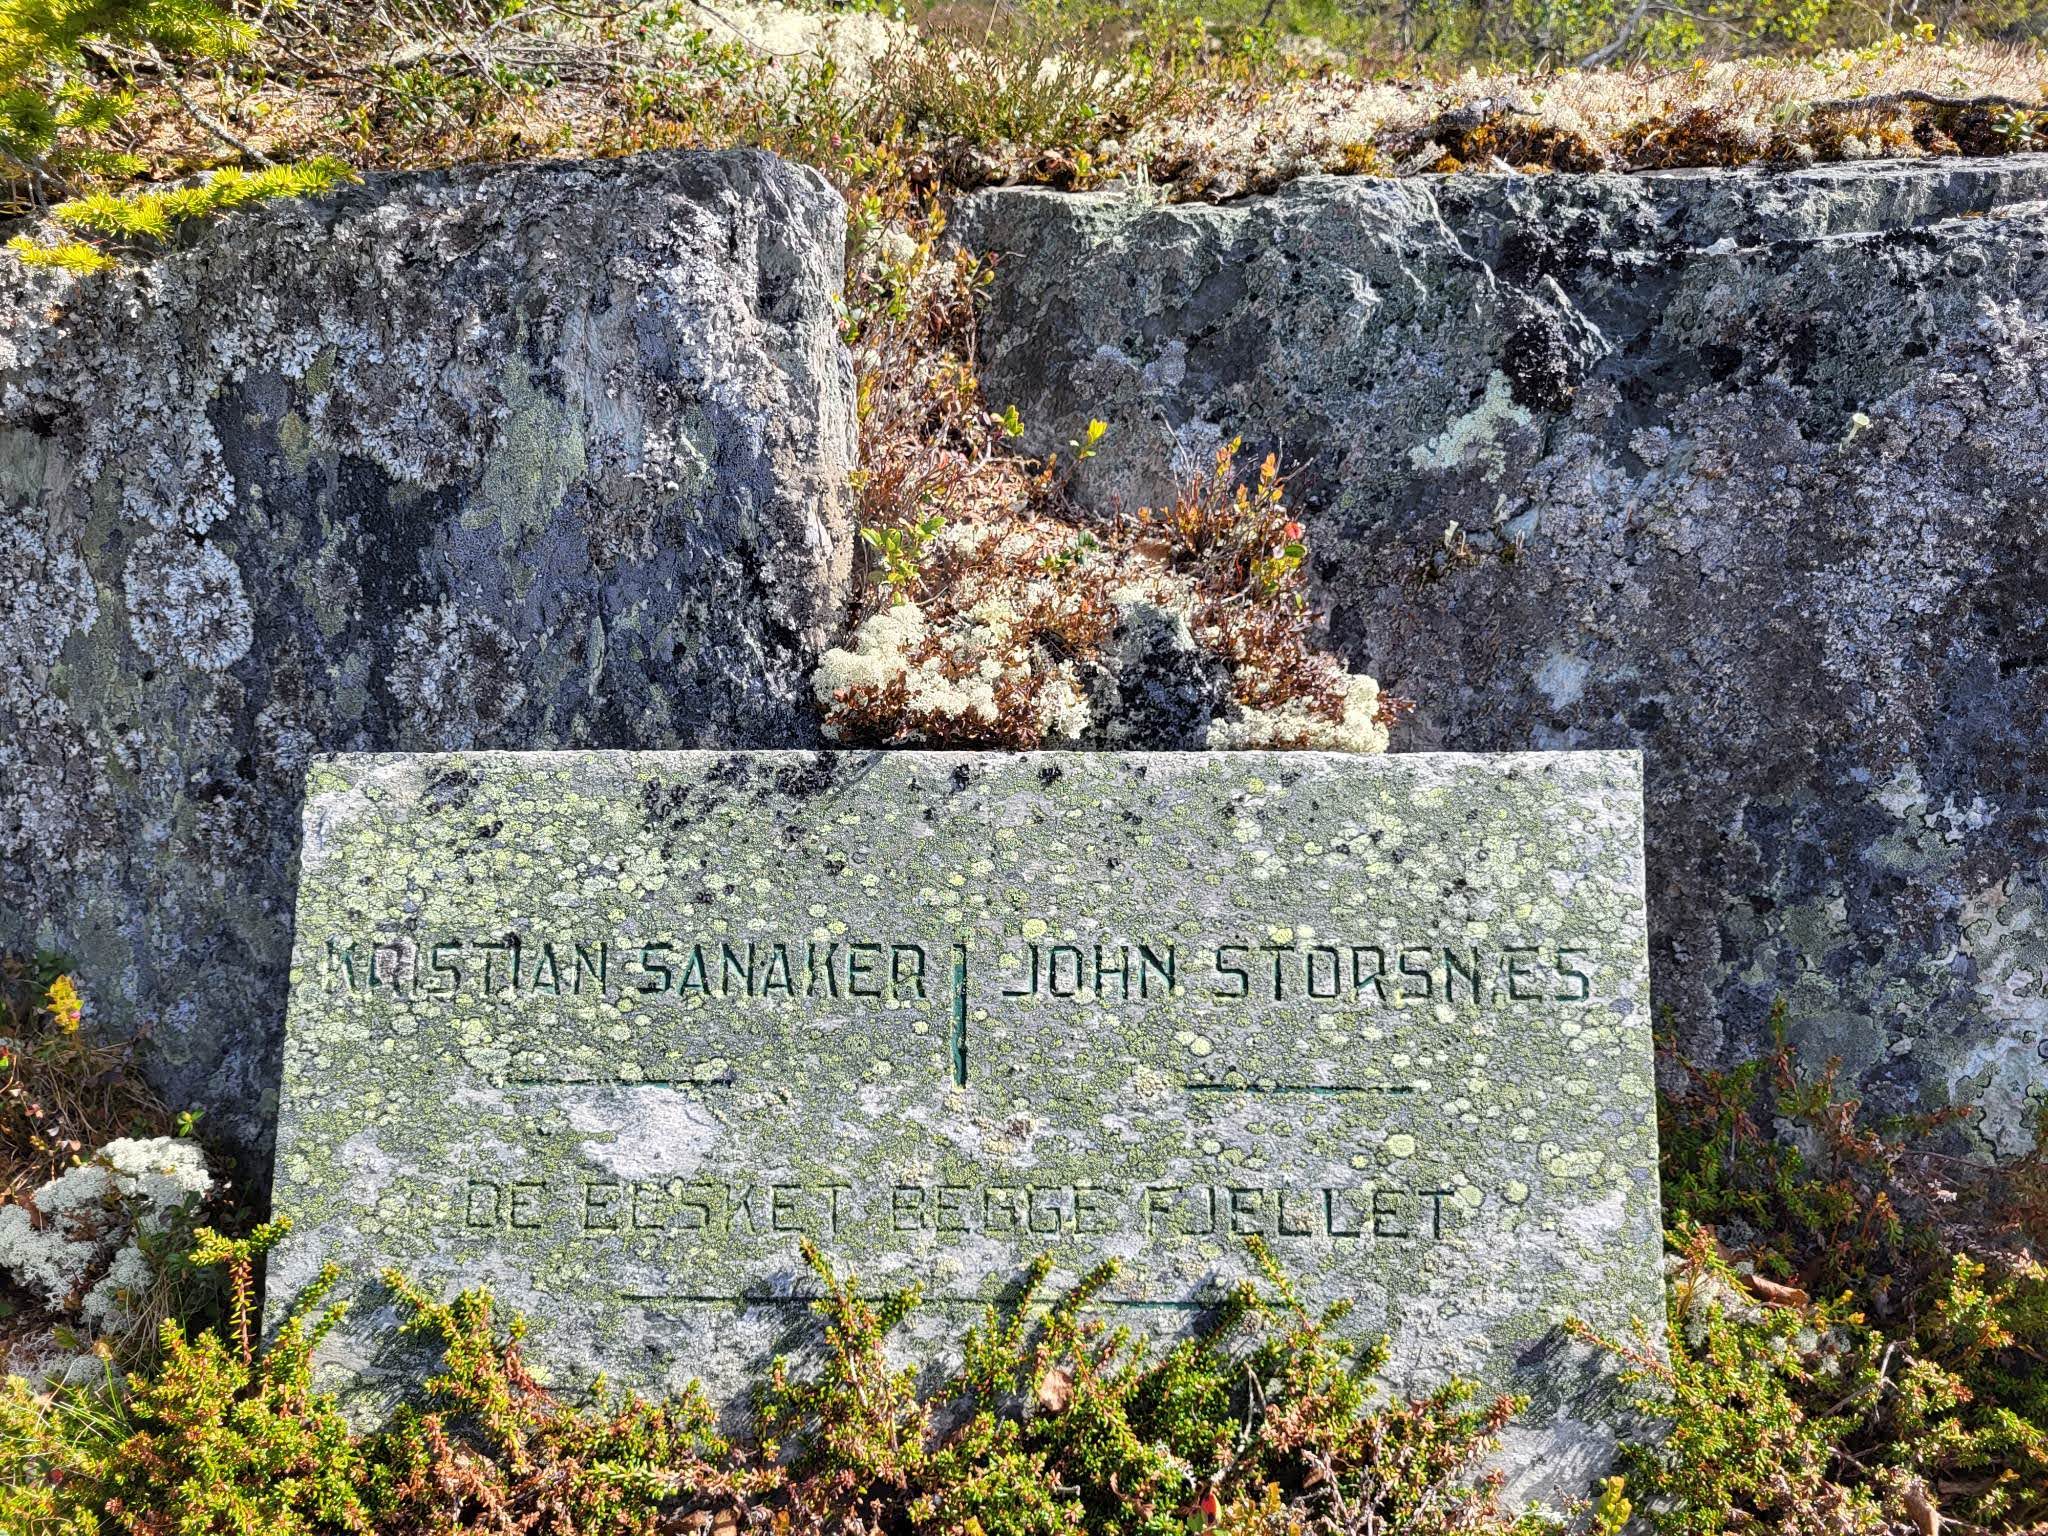 KRISTIAN SANAKER JOHN STORSNÆS
DE ELSKET BEGGE FJELLET